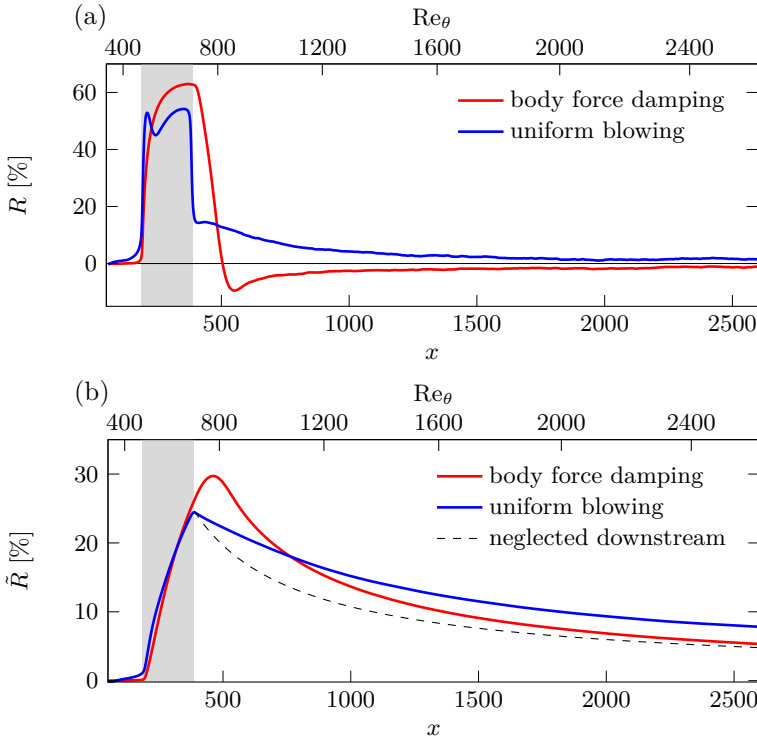 (a)
Re_θ
400 800 1200 1600 2000 2400
60
40
20
0
R [%]
body force damping
uniform blowing
500 1000 1500 2000 2500
x
(b)
Re_θ
400 800 1200 1600 2000 2400
30
20
10
0
R̃ [%]
body force damping
uniform blowing
neglected downstream
500 1000 1500 2000 2500
x